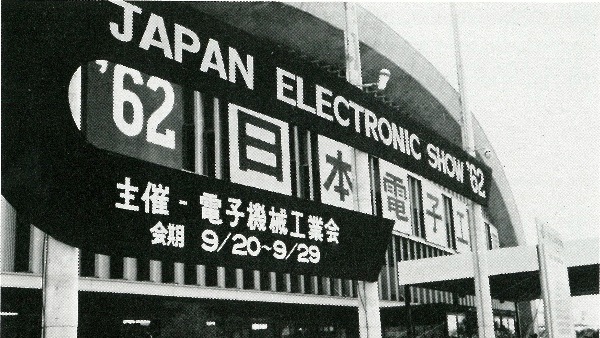 JAPAN ELECTRONIC SHOW '62
'62 日本電子工
主催-電子機械工業会
会期 9/20~9/29